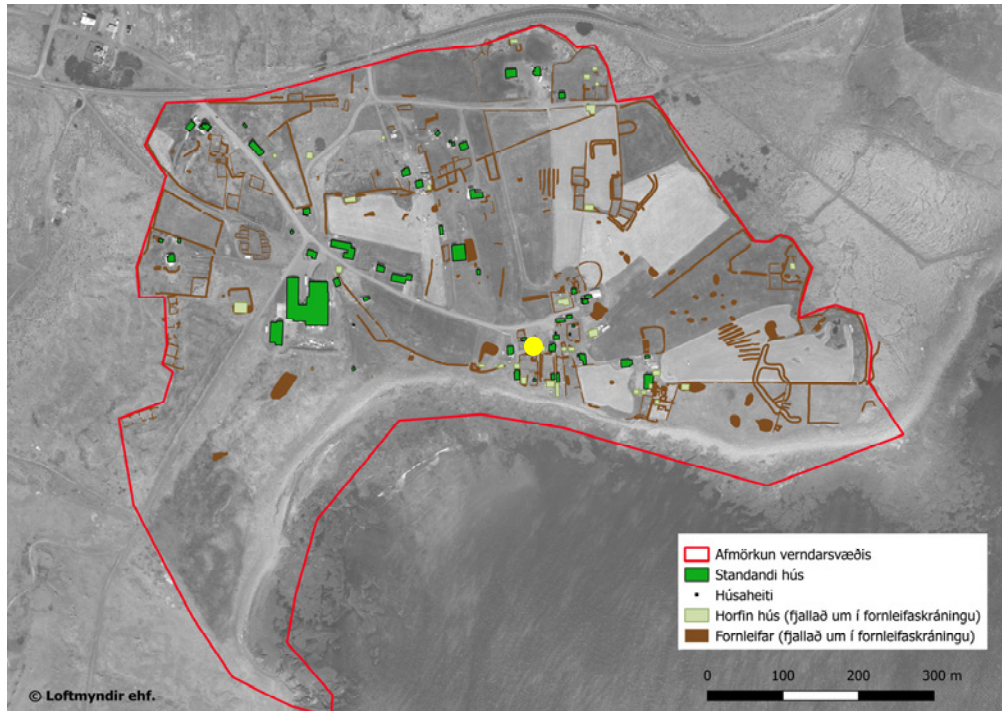 Afmörkun verndarsvæðis
Standandi hús
Húsaheiti
Horfin hús (fjallað um í fornleifaskráningu)
Fornleifar (fjallað um í fornleifaskráningu)
0 100 200 300 m
© Loftmyndir ehf.